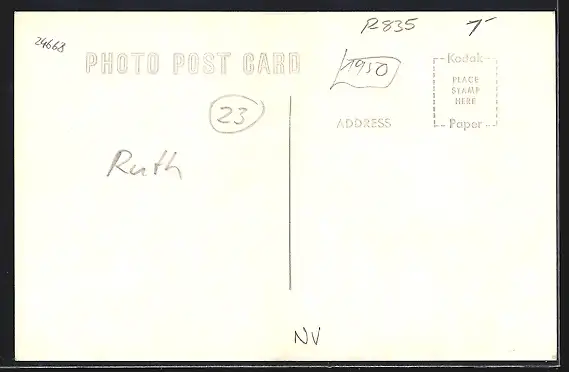 24668
R835
7-
PHOTO POST CARD
1950
Kodak
PLACE
STAMP
HERE
Paper
ADDRESS
23
Ruth
NV